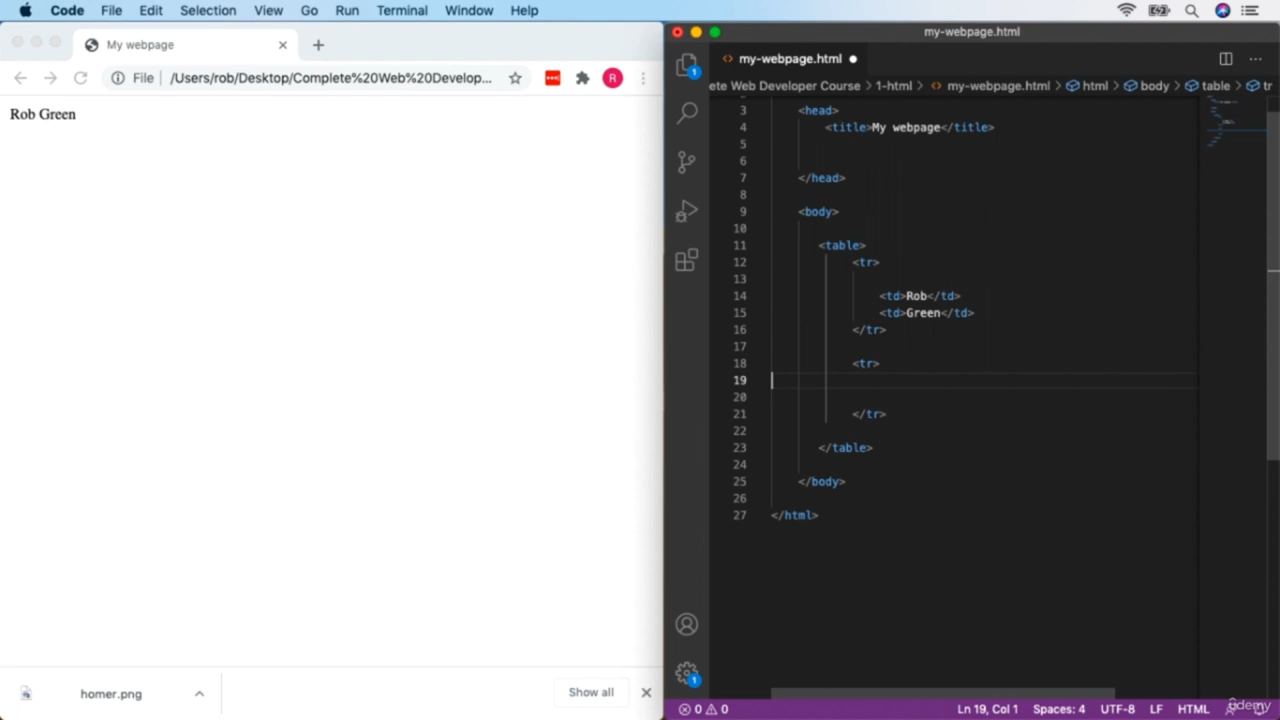 Code File Edit Selection View Go Run Terminal Window Help
My webpage
File /Users/rob/Desktop/Complete%20Web%20Develop...
R
Rob Green
homer.png
Show all
my-webpage.html
my-webpage.html
1
ete Web Developer Course > 1-html > my-webpage.html > html > body > table > tr
3 <head>
4 <title>My webpage</title>
5
6
7 </head>
8
9 <body>
10
11 <table>
12 <tr>
13
14 <td>Rob</td>
15 <td>Green</td>
16 </tr>
17
18 <tr>
19
20
21 </tr>
22
23 </table>
24
25 </body>
26
27 </html>
1
0 0 Ln 19, Col 1 Spaces: 4 UTF-8 LF HTML
ûdemy